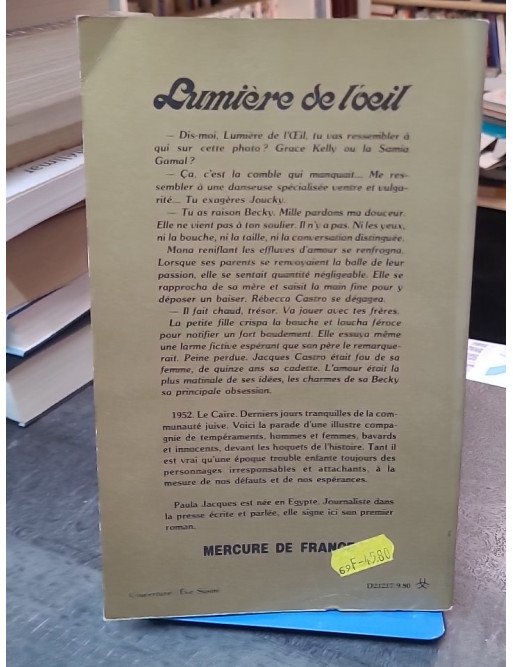 Lumière de l'œil
— Dis-moi, Lumière de l'Œil, tu vas ressembler à
qui sur cette photo ? Grace Kelly ou la Samia
Gamal ?
— Ça, c'est la comble qui manquait... Me res-
sembler à une danseuse spécialisée ventre et vulga-
rité... Tu exagères Joucky.
— Tu as raison Becky. Mille pardons ma douceur.
Elle ne vient pas à ton soulier. Il n'y a pas. Ni les yeux,
ni la bouche, ni la taille, ni la conversation distinguée.
Mona reniflant les effluves d'amour se renfrogna.
Lorsque ses parents se renvoyaient la balle de leur
passion, elle se sentait quantité négligeable. Elle se
rapprocha de sa mère et saisit la main fine pour y
déposer un baiser. Rébecca Castro se dégagea.
— Il fait chaud, trésor. Va jouer avec tes frères.
La petite fille crispa la bouche et loucha féroce
pour notifier un fort boudement. Elle essuya même
une larme fictive espérant que son père le remarque-
rait. Peine perdue. Jacques Castro était fou de sa
femme, de quinze ans sa cadette. L'amour était la
plus matinale de ses idées, les charmes de sa Becky
sa principale obsession.
1952. Le Caire. Derniers jours tranquilles de la com-
munauté juive. Voici la parade d'une illustre compa-
gnie de tempéraments, hommes et femmes, bavards
et innocents, devant les hoquets de l'histoire. Tant il
est vrai qu'une époque trouble enfante toujours des
personnages irresponsables et attachants, à la
mesure de nos défauts et de nos espérances.
Paula Jacques est née en Egypte. Journaliste dans
la presse écrite et parlée, elle signe ici son premier
roman.
MERCURE DE FRANC
69F-45.80
Couverture : Eve